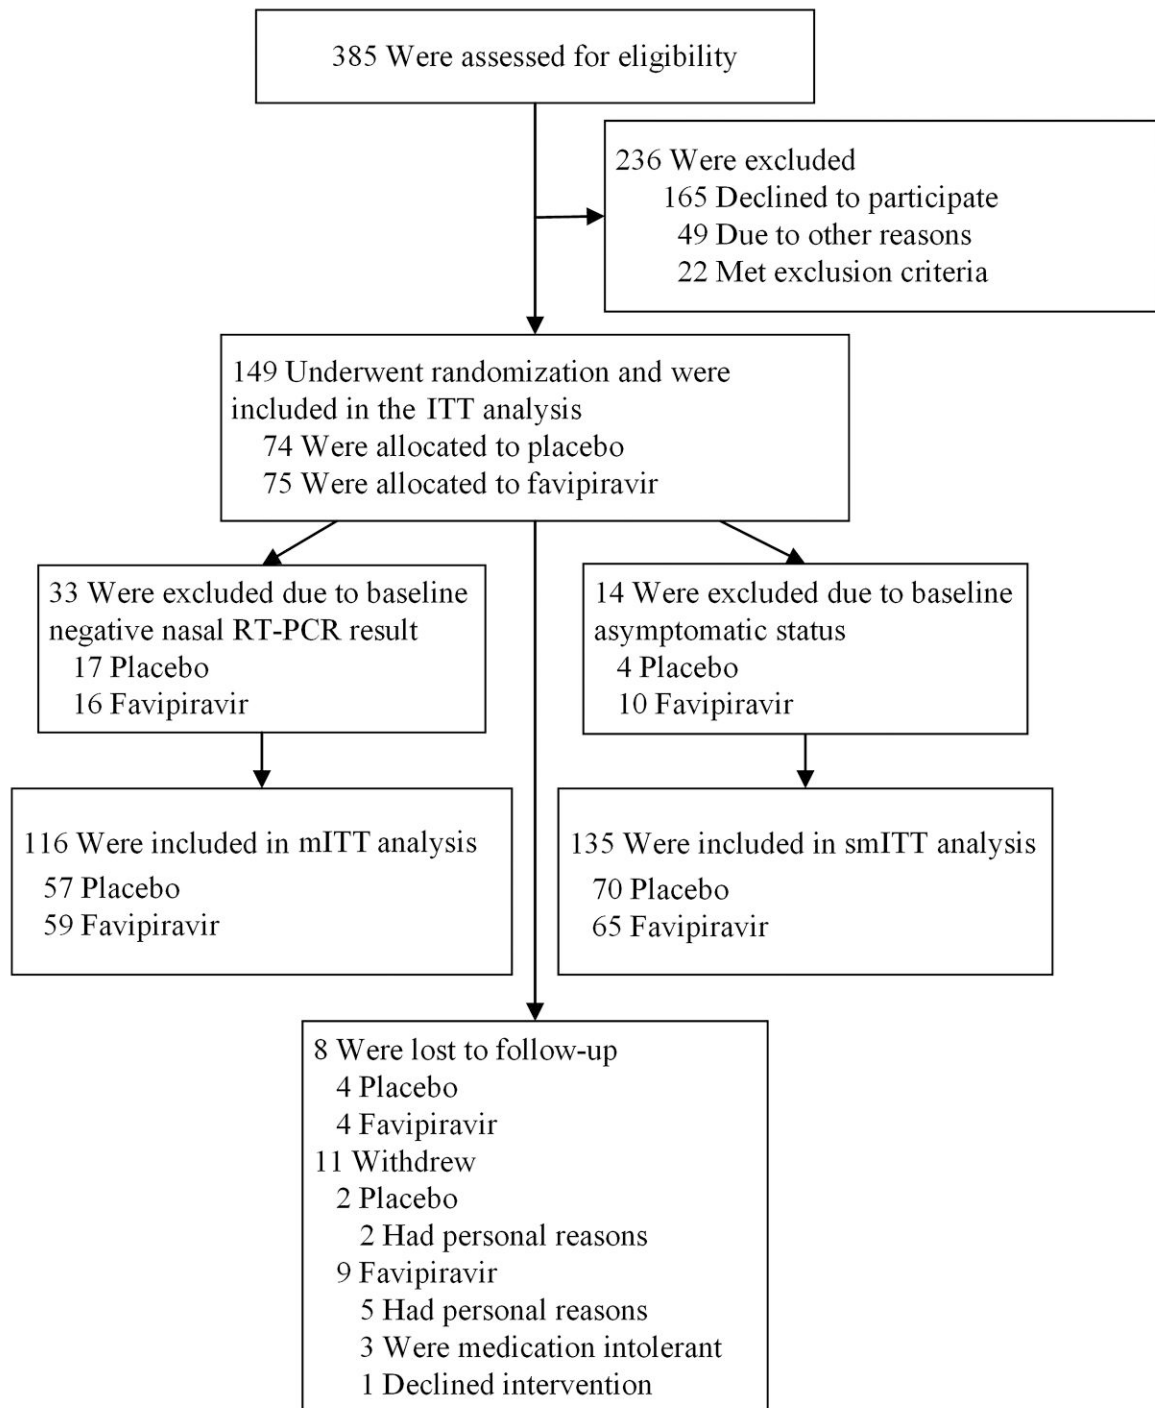 385 Were assessed for eligibility
236 Were excluded
165 Declined to participate
49 Due to other reasons
22 Met exclusion criteria
149 Underwent randomization and were
included in the ITT analysis
74 Were allocated to placebo
75 Were allocated to favipiravir
33 Were excluded due to baseline
negative nasal RT-PCR result
17 Placebo
16 Favipiravir
14 Were excluded due to baseline
asymptomatic status
4 Placebo
10 Favipiravir
116 Were included in mITT analysis
57 Placebo
59 Favipiravir
135 Were included in smITT analysis
70 Placebo
65 Favipiravir
8 Were lost to follow-up
4 Placebo
4 Favipiravir
11 Withdrew
2 Placebo
2 Had personal reasons
9 Favipiravir
5 Had personal reasons
3 Were medication intolerant
1 Declined intervention